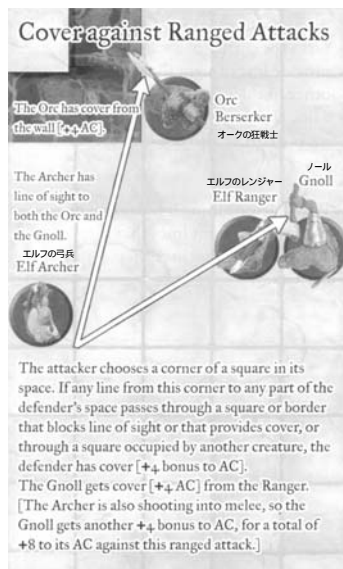 Cover against Ranged Attacks
The Orc has cover from
the wall [+4 AC].
Orc
Berserker
オークの狂戦士
The Archer has
line of sight to
both the Orc and
the Gnoll.
ノール
Gnoll
エルフのレンジャー
Elf Ranger
エルフの弓兵
Elf Archer
The attacker chooses a corner of a square in its
space. If any line from this corner to any part of the
defender's space passes through a square or border
that blocks line of sight or that provides cover, or
through a square occupied by another creature, the
defender has cover [+4 bonus to AC].
The Gnoll gets cover [+4 AC] from the Ranger.
[The Archer is also shooting into melee, so the
Gnoll gets another +4 bonus to AC, for a total of
+8 to its AC against this ranged attack.]